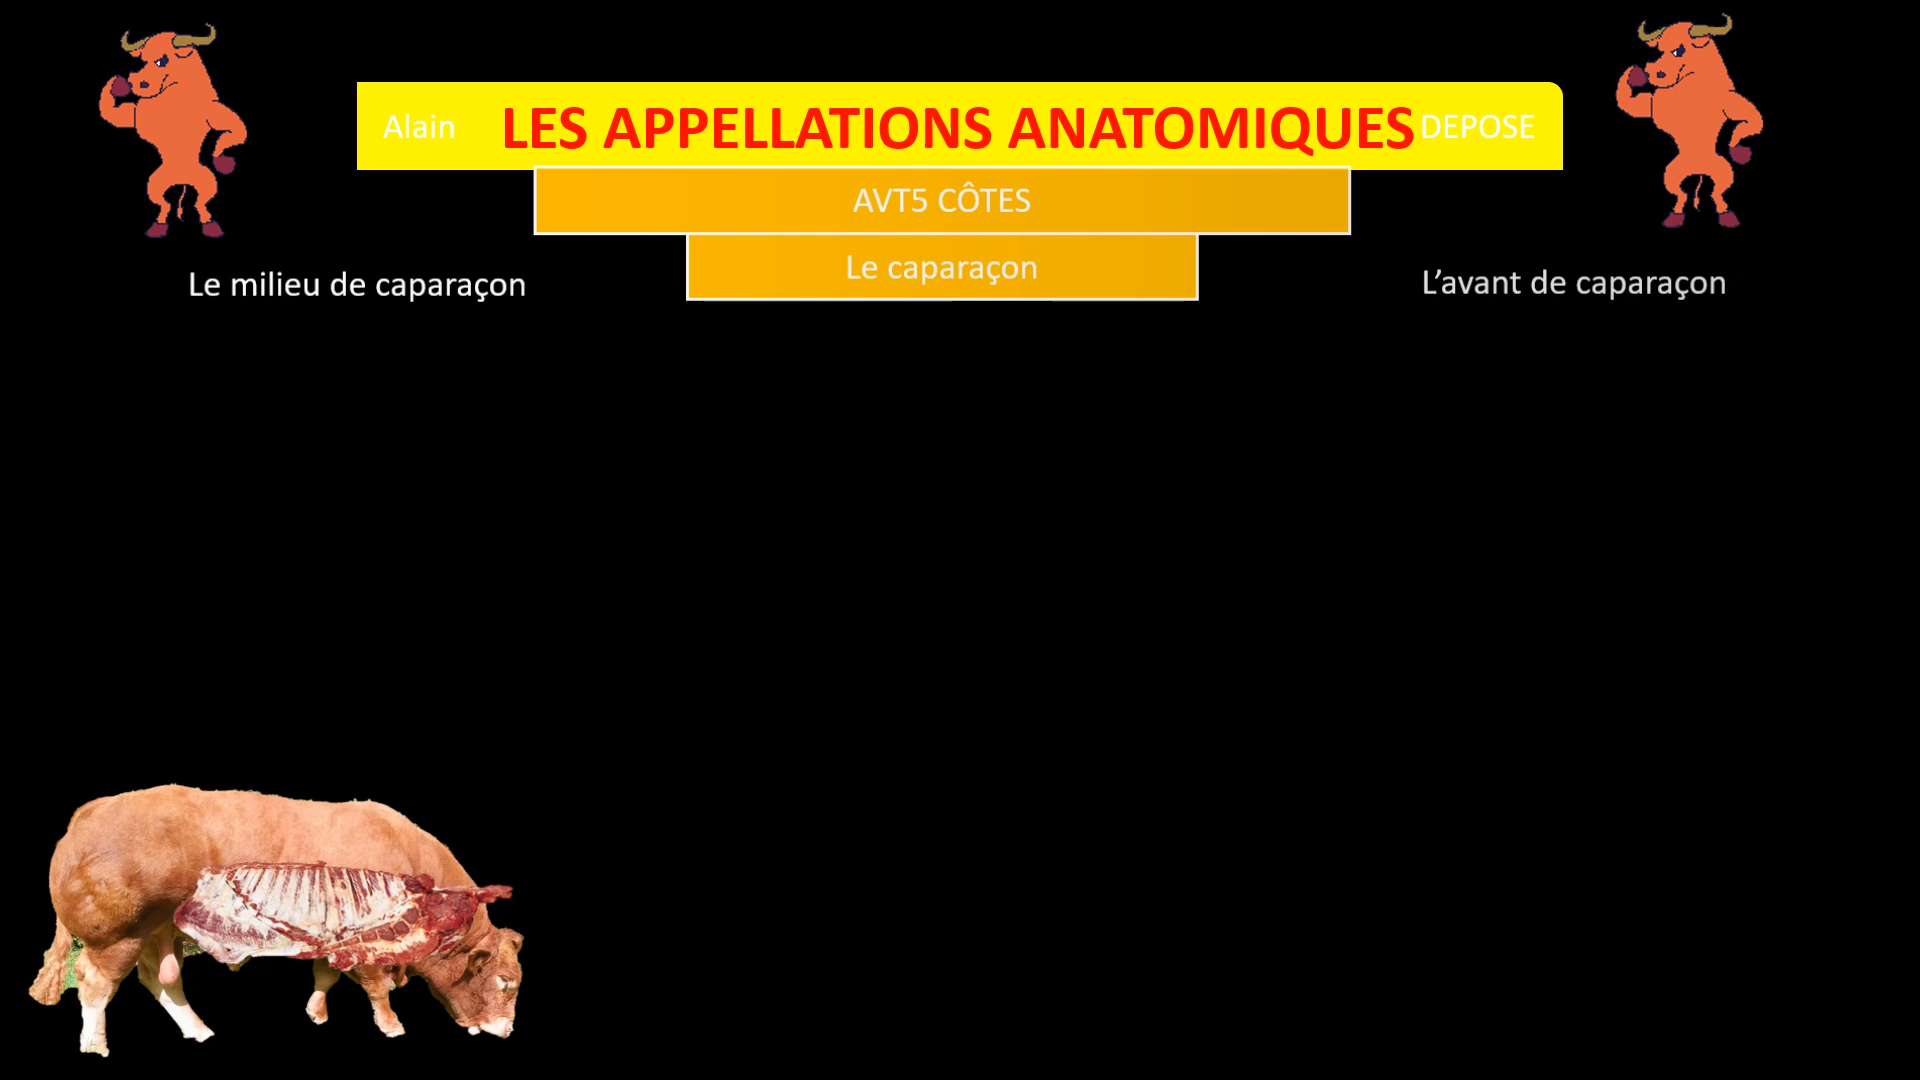 Alain LES APPELLATIONS ANATOMIQUES DEPOSE
AVT5 CÔTES
Le caparaçon
Le milieu de caparaçon
L’avant de caparaçon